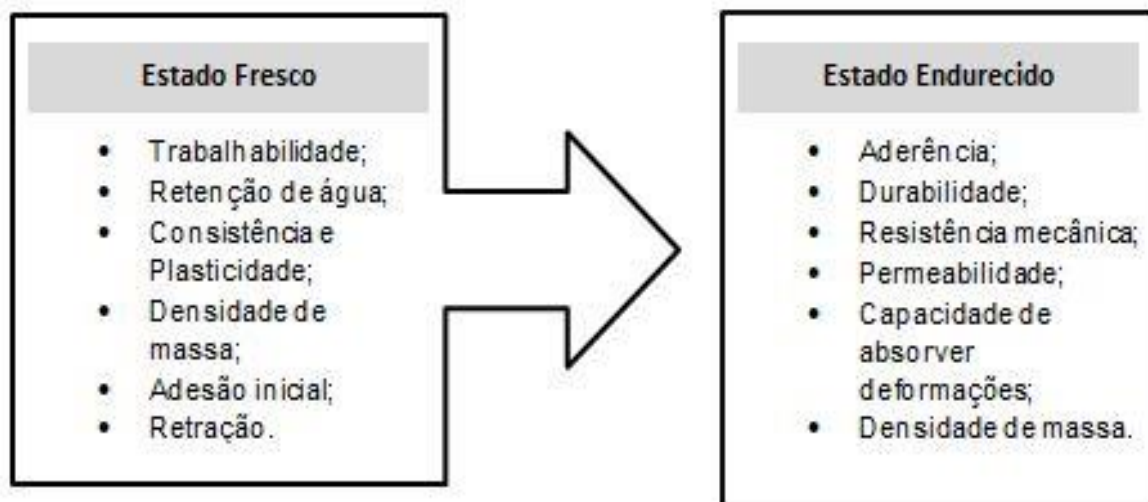 Estado Fresco
• Trabalhabilidade;
• Retenção de água;
• Consistência e
Plasticidade;
• Densidade de
massa;
• Adesão inicial;
• Retração.
Estado Endurecido
• Aderência;
• Durabilidade;
• Resistência mecânica;
• Permeabilidade;
• Capacidade de
absorver
deformações;
• Densidade de massa.